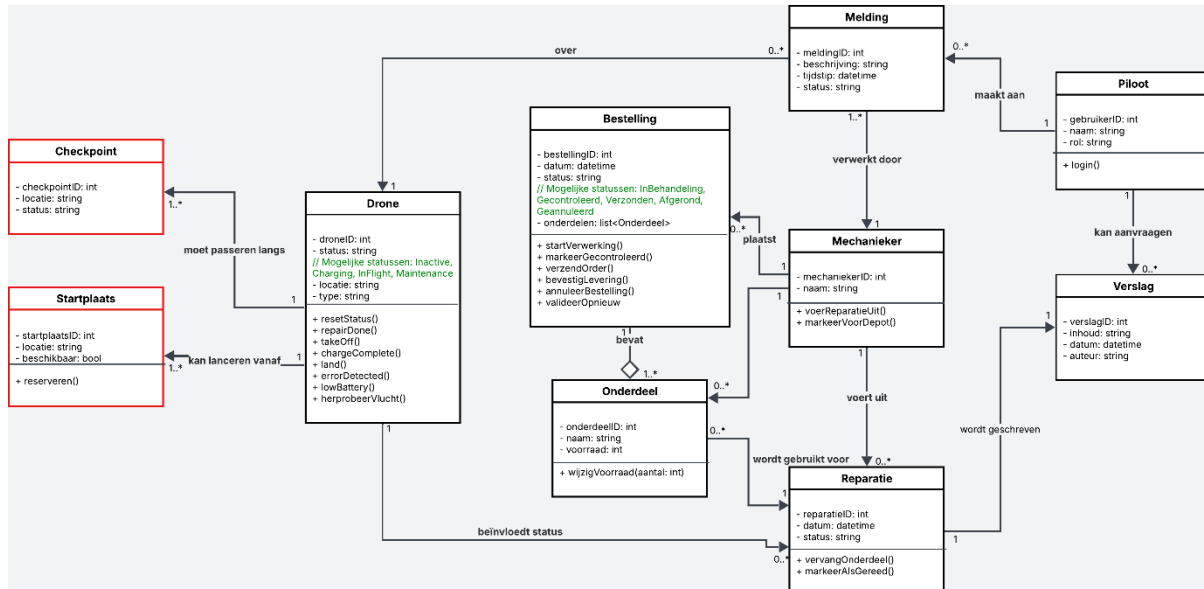 Melding
- meldingID: int
- beschrijving: string
- tijdstip: datetime
- status: string
over
0..*
1
0..*
maakt aan
1
Piloot
- gebruikerID: int
- naam: string
- rol: string
+ login()
1
kan aanvragen
0..*
1..*
verwerkt door
1
Bestelling
- bestellingID: int
- datum: datetime
- status: string
// Mogelijke statussen: InBehandeling,
Gecontroleerd, Verzonden, Afgerond,
Geannuleerd
- onderdelen: list<Onderdeel>
+ startVerwerking()
+ markeerGecontroleerd()
+ verzendOrder()
+ bevestigLevering()
+ annuleerBestelling()
+ valideerOpnieuw
0..*
plaatst
1
1
Checkpoint
- checkpointID: int
- locatie: string
- status: string
1..*
moet passeren langs
1
Drone
- droneID: int
- status: string
// Mogelijke statussen: Inactive,
Charging, InFlight, Maintenance
- locatie: string
- type: string
+ resetStatus()
+ repairDone()
+ takeOff()
+ chargeComplete()
+ land()
+ errorDetected()
+ lowBattery()
+ herprobeerVlucht()
1
Startplaats
- startplaatsID: int
- locatie: string
- beschikbaar: bool
+ reserveren()
1..*
kan lanceren vanaf
1
Mechanieker
- mechaniekerID: int
- naam: string
+ voerReparatieUit()
+ markeerVoorDepot()
1
voert uit
0..*
Verslag
- verslagID: int
- inhoud: string
- datum: datetime
- auteur: string
1
wordt geschreven
1
1
bevat
1..*
Onderdeel
- onderdeelID: int
- naam: string
- voorraad: int
+ wijzigVoorraad(aantal: int)
0..*
0..*
wordt gebruikt voor
1
Reparatie
- reparatieID: int
- datum: datetime
- status: string
+ vervangOnderdeel()
+ markeerAlsGereed()
beïnvloedt status
0..*